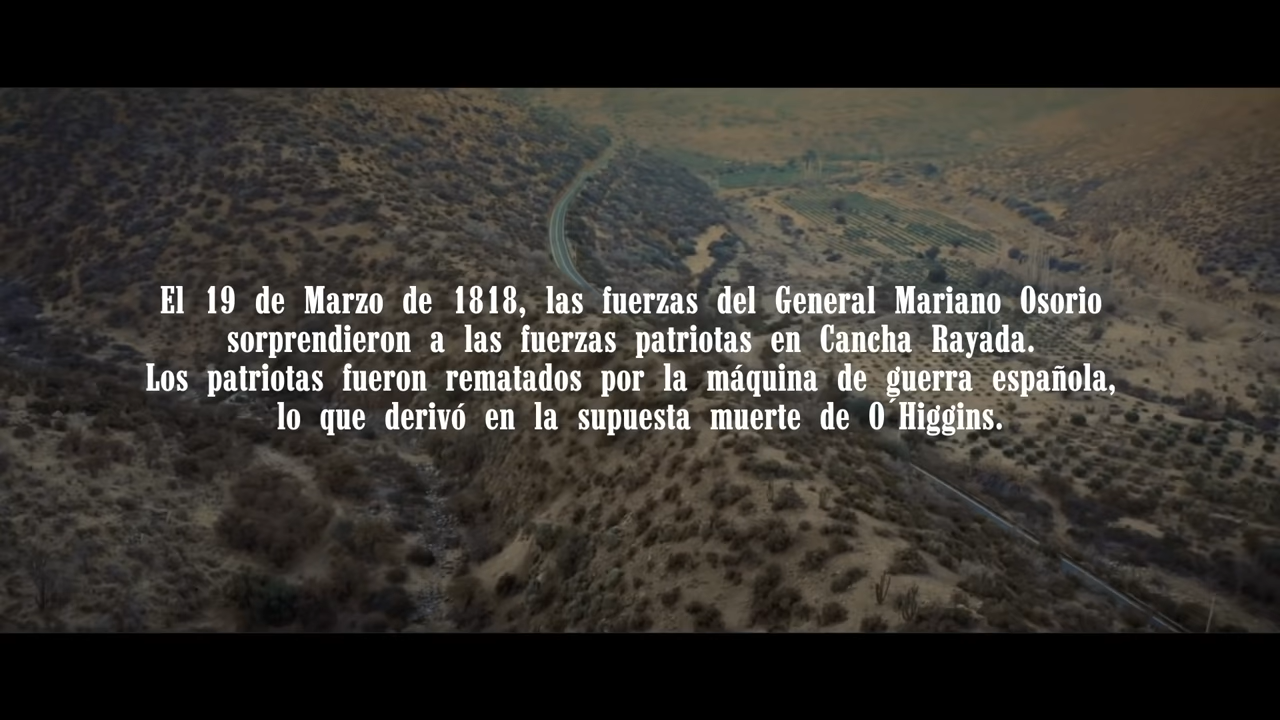 El 19 de Marzo de 1818, las fuerzas del General Mariano Osorio
sorprendieron a las fuerzas patriotas en Cancha Rayada.
Los patriotas fueron rematados por la máquina de guerra española,
lo que derivó en la supuesta muerte de O´Higgins.